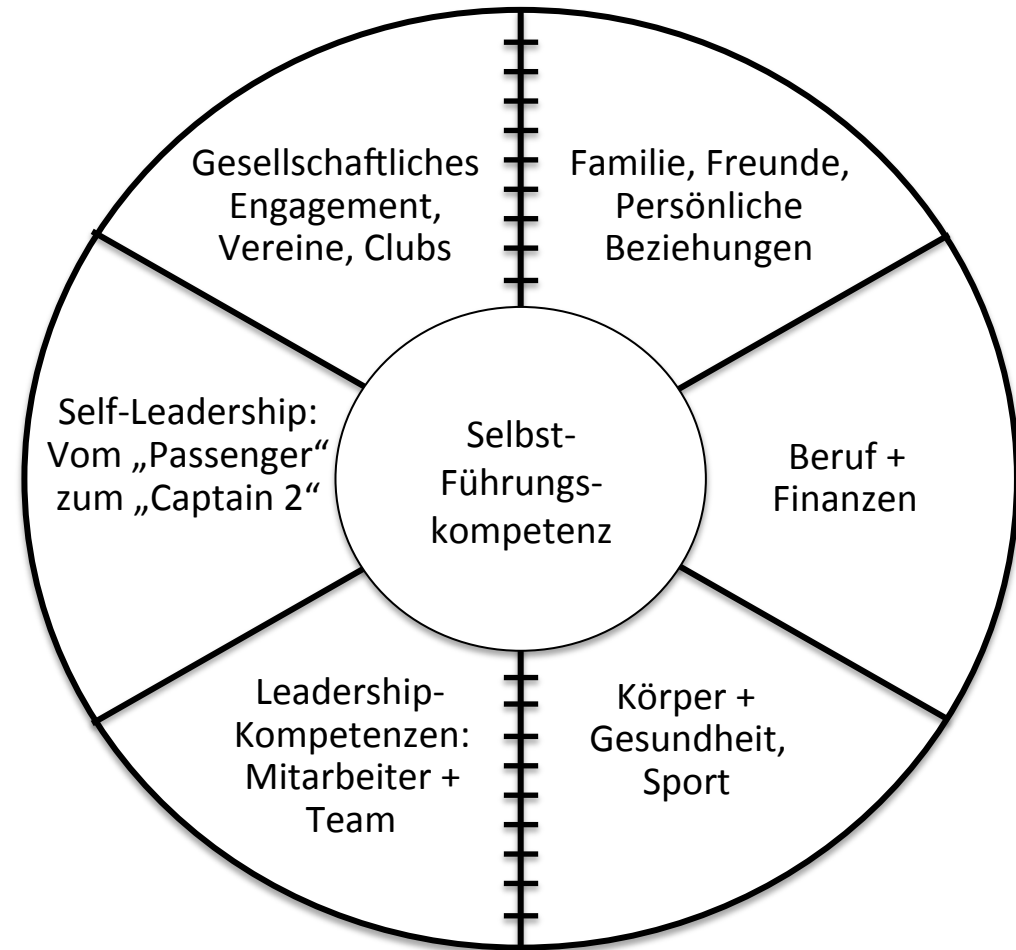 Gesellschaftliches
Engagement,
Vereine, Clubs
Familie, Freunde,
Persönliche
Beziehungen
Self-Leadership:
Vom „Passenger“
zum „Captain 2“
Selbst-
Führungs-
kompetenz
Beruf +
Finanzen
Leadership-
Kompetenzen:
Mitarbeiter +
Team
Körper +
Gesundheit,
Sport